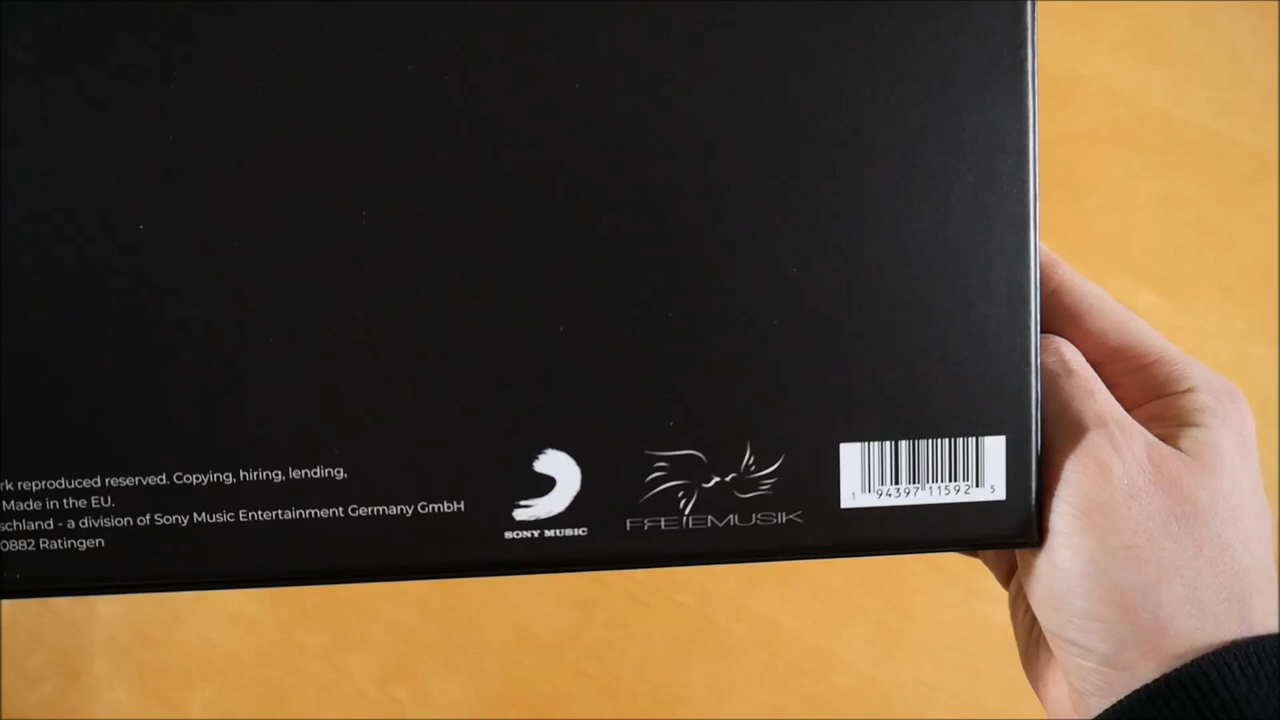 rk reproduced reserved. Copying, hiring, lending,
Made in the EU.
schland - a division of Sony Music Entertainment Germany GmbH
0882 Ratingen
SONY MUSIC
FREIEMUSIK
1 94397 11592 5